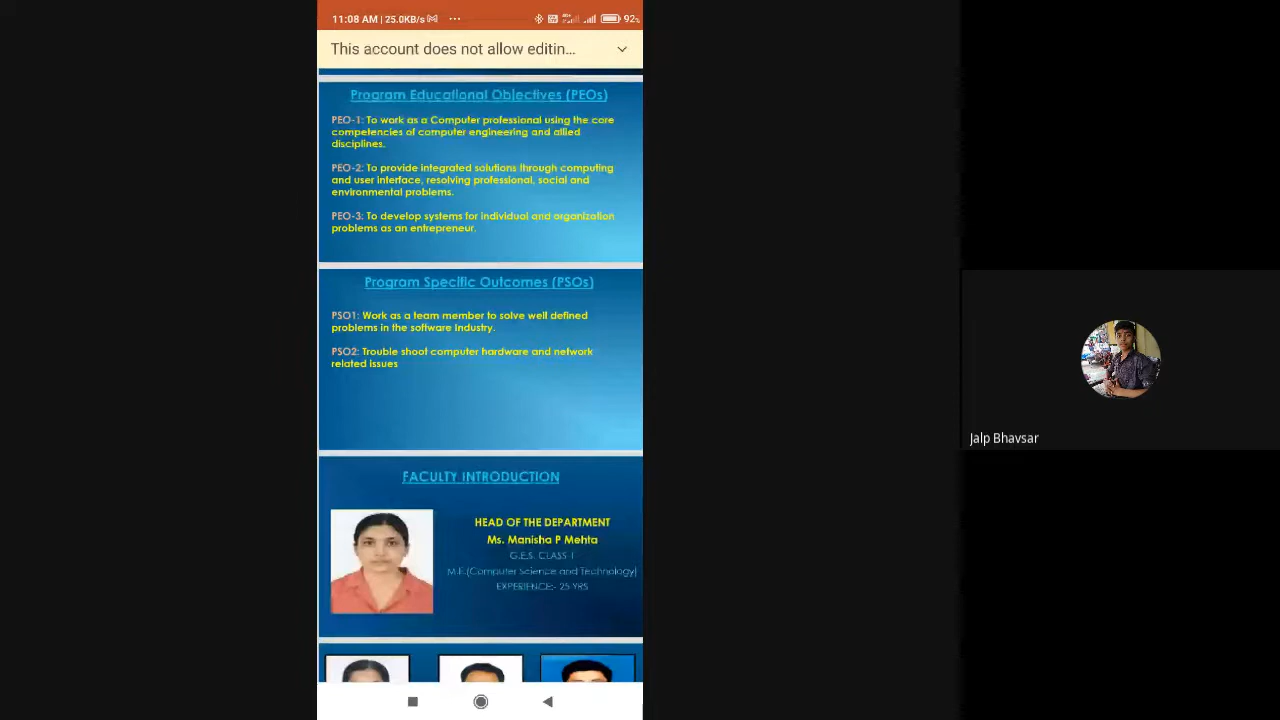 11:08 AM | 25.0KB/s
92%
This account does not allow editin...
Program Educational Objectives (PEOs)
PEO-1: To work as a Computer professional using the core
competencies of computer engineering and allied
disciplines.
PEO-2: To provide integrated solutions through computing
and user interface, resolving professional, social and
environmental problems.
PEO-3: To develop systems for individual and organization
problems as an entrepreneur.
Program Specific Outcomes (PSOs)
PSO1: Work as a team member to solve well defined
problems in the software Industry.
PSO2: Trouble shoot computer hardware and network
related issues
FACULTY INTRODUCTION
HEAD OF THE DEPARTMENT
Ms. Manisha P Mehta
G.E.S. CLASS 1
M.E.(Computer Science and Technology)
EXPERIENCE:- 25 YRS
Jalp Bhavsar